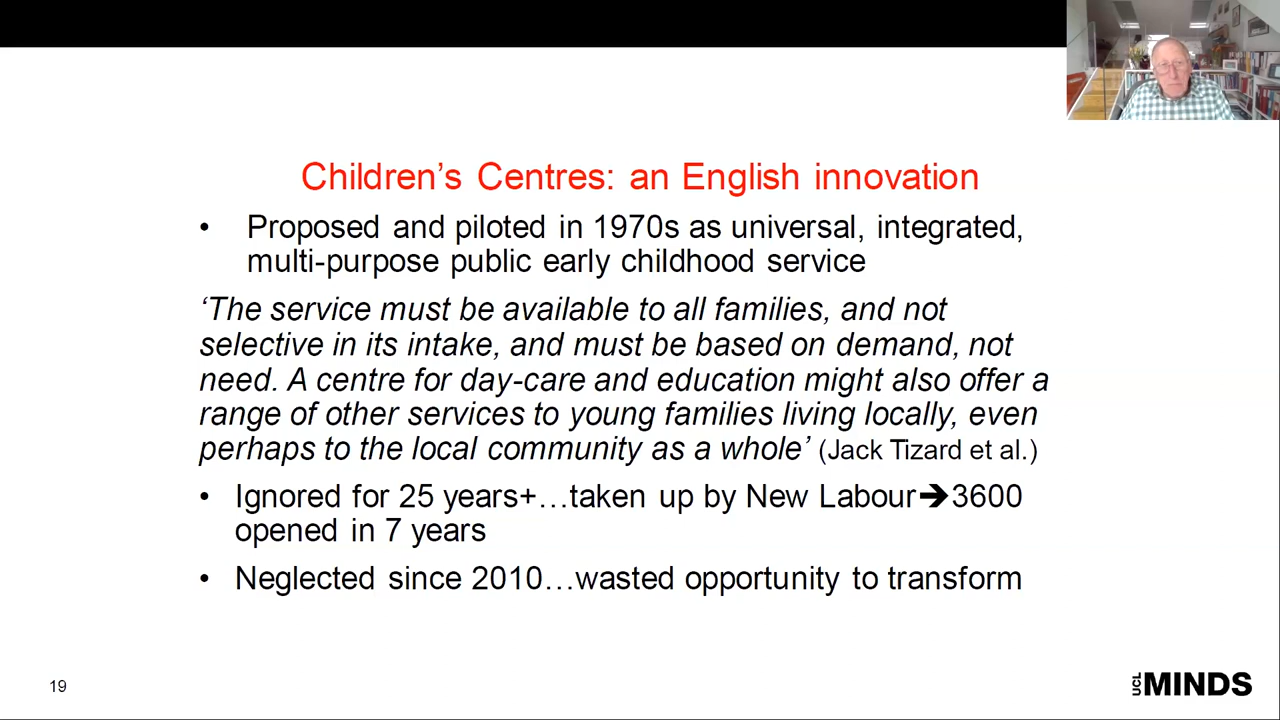 Children’s Centres: an English innovation
• Proposed and piloted in 1970s as universal, integrated,
multi-purpose public early childhood service
‘The service must be available to all families, and not
selective in its intake, and must be based on demand, not
need. A centre for day-care and education might also offer a
range of other services to young families living locally, even
perhaps to the local community as a whole’ (Jack Tizard et al.)
• Ignored for 25 years+…taken up by New Labour➔3600
opened in 7 years
• Neglected since 2010…wasted opportunity to transform
19
UCL MINDS